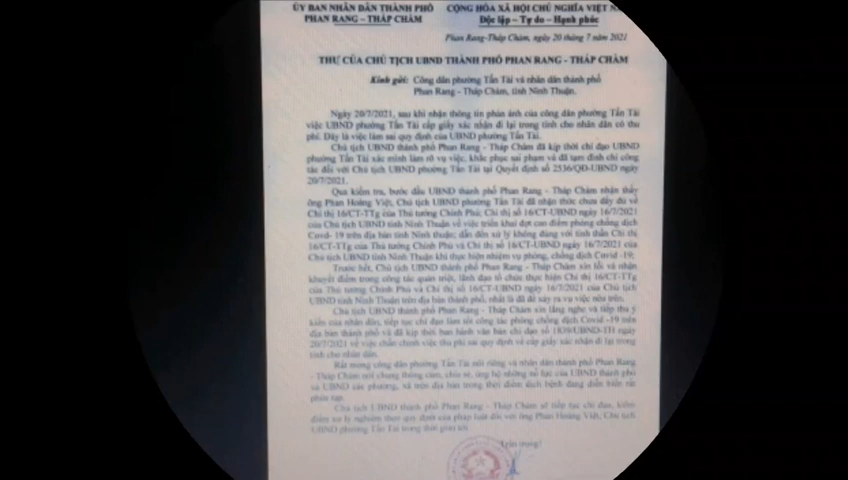 ỦY BAN NHÂN DÂN THÀNH PHỐ CỘNG HÒA XÃ HỘI CHỦ NGHĨA VIỆT
PHAN RANG – THÁP CHÀM Độc lập – Tự do – Hạnh phúc
Phan Rang-Tháp Chàm, ngày 20 tháng 7 năm 2021
THƯ CỦA CHỦ TỊCH UBND THÀNH PHỐ PHAN RANG - THÁP CHÀM
Kính gửi: Công dân phường Tấn Tài và nhân dân thành phố
Phan Rang - Tháp Chàm, tỉnh Ninh Thuận.
Ngày 20/7/2021, sau khi nhận thông tin phản ánh của công dân phường Tấn Tài
việc UBND phường Tấn Tài cấp giấy xác nhận đi lại trong tỉnh cho nhân dân có thu
phí. Đây là việc làm sai quy định của UBND phường Tấn Tài.
Chủ tịch UBND thành phố Phan Rang - Tháp Chàm đã kịp thời chỉ đạo UBND
phường Tấn Tài xác minh làm rõ vụ việc, khắc phục sai phạm và đã tạm đình chỉ công
tác đối với Chủ tịch UBND phường Tấn Tài tại Quyết định số 2536/QĐ-UBND ngày
20/7/2021.
Qua kiểm tra, bước đầu UBND thành phố Phan Rang - Tháp Chàm nhận thấy
ông Phan Hoàng Việt, Chủ tịch UBND phường Tấn Tài đã nhận thức chưa đầy đủ về
Chỉ thị 16/CT-TTg của Thủ tướng Chính Phủ; Chỉ thị số 16/CT-UBND ngày 16/7/2021
của Chủ tịch UBND tỉnh Ninh Thuận về việc triển khai đợt cao điểm phòng chống dịch
Covid- 19 trên địa bàn tỉnh Ninh Thuận; dẫn đến xử lý không đúng với tinh thần Chỉ thị
16/CT-TTg của Thủ tướng Chính Phủ và Chỉ thị số 16/CT-UBND ngày 16/7/2021 của
Chủ tịch UBND tỉnh Ninh Thuận khi thực hiện nhiệm vụ phòng, chống dịch Covid -19;
Trước hết, Chủ tịch UBND thành phố Phan Rang - Tháp Chàm xin lỗi và nhận
khuyết điểm trong công tác quán triệt, lãnh đạo tổ chức thực hiện Chỉ thị 16/CT-TTg
của Thủ tướng Chính Phủ và Chỉ thị số 16/CT-UBND ngày 16/7/2021 của Chủ tịch
UBND tỉnh Ninh Thuận trên địa bàn thành phố, nhất là đã để xảy ra vụ việc nêu trên.
Chủ tịch UBND thành phố Phan Rang - Tháp Chàm xin lắng nghe và tiếp thu ý
kiến của nhân dân, tiếp tục chỉ đạo làm tốt công tác phòng chống dịch Covid -19 trên
địa bàn thành phố và đã kịp thời ban hành văn bản chỉ đạo số 1839/UBND-TH ngày
20/7/2021 về việc chấn chỉnh việc thu phí sai quy định về cấp giấy xác nhận đi lại trong
tỉnh cho nhân dân.
Rất mong công dân phường Tấn Tài nói riêng và nhân dân thành phố Phan Rang
- Tháp Chàm nói chung thông cảm, chia sẻ, ủng hộ những nỗ lực của UBND thành phố
và UBND các phường, xã trên địa bàn trong thời điểm dịch bệnh đang diễn biến rất
phức tạp.
Chủ tịch UBND thành phố Phan Rang - Tháp Chàm sẽ tiếp tục chỉ đạo, kiểm
điểm xử lý nghiêm theo quy định của pháp luật đối với ông Phan Hoàng Việt, Chủ tịch
UBND phường Tấn Tài trong thời gian tới.
Trân trọng!